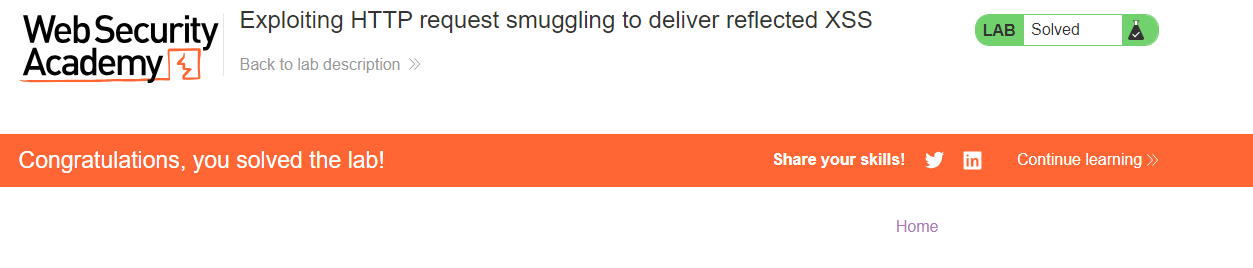 Web Security
Academy
Exploiting HTTP request smuggling to deliver reflected XSS
Back to lab description
LAB Solved
Congratulations, you solved the lab!
Share your skills!
in
Continue learning
Home